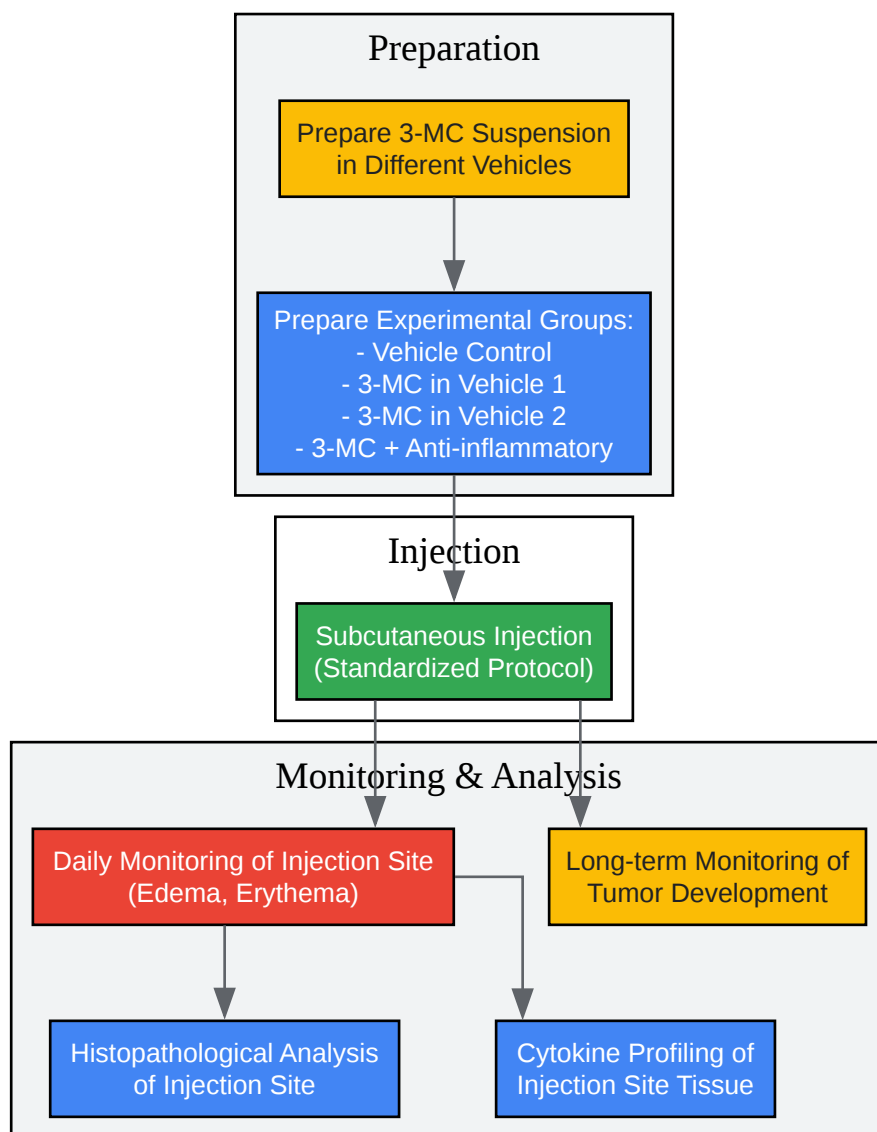 Preparation
Prepare 3-MC Suspension
in Different Vehicles
Prepare Experimental Groups:
- Vehicle Control
- 3-MC in Vehicle 1
- 3-MC in Vehicle 2
- 3-MC + Anti-inflammatory
Injection
Subcutaneous Injection
(Standardized Protocol)
Monitoring & Analysis
Daily Monitoring of Injection Site
(Edema, Erythema)
Long-term Monitoring of
Tumor Development
Histopathological Analysis
of Injection Site
Cytokine Profiling of
Injection Site Tissue